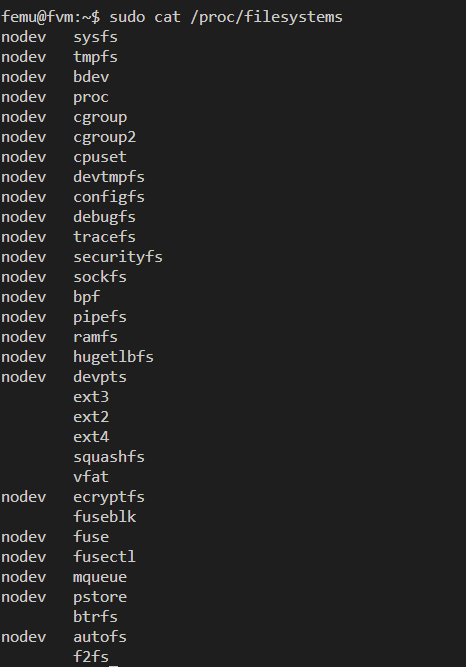 femu@fvm:~$ sudo cat /proc/filesystems
nodev   sysfs
nodev   tmpfs
nodev   bdev
nodev   proc
nodev   cgroup
nodev   cgroup2
nodev   cpuset
nodev   devtmpfs
nodev   configfs
nodev   debugfs
nodev   tracefs
nodev   securityfs
nodev   sockfs
nodev   bpf
nodev   pipefs
nodev   ramfs
nodev   hugetlbfs
nodev   devpts
        ext3
        ext2
        ext4
        squashfs
        vfat
nodev   ecryptfs
        fuseblk
nodev   fuse
nodev   fusectl
nodev   mqueue
nodev   pstore
        btrfs
nodev   autofs
        f2fs